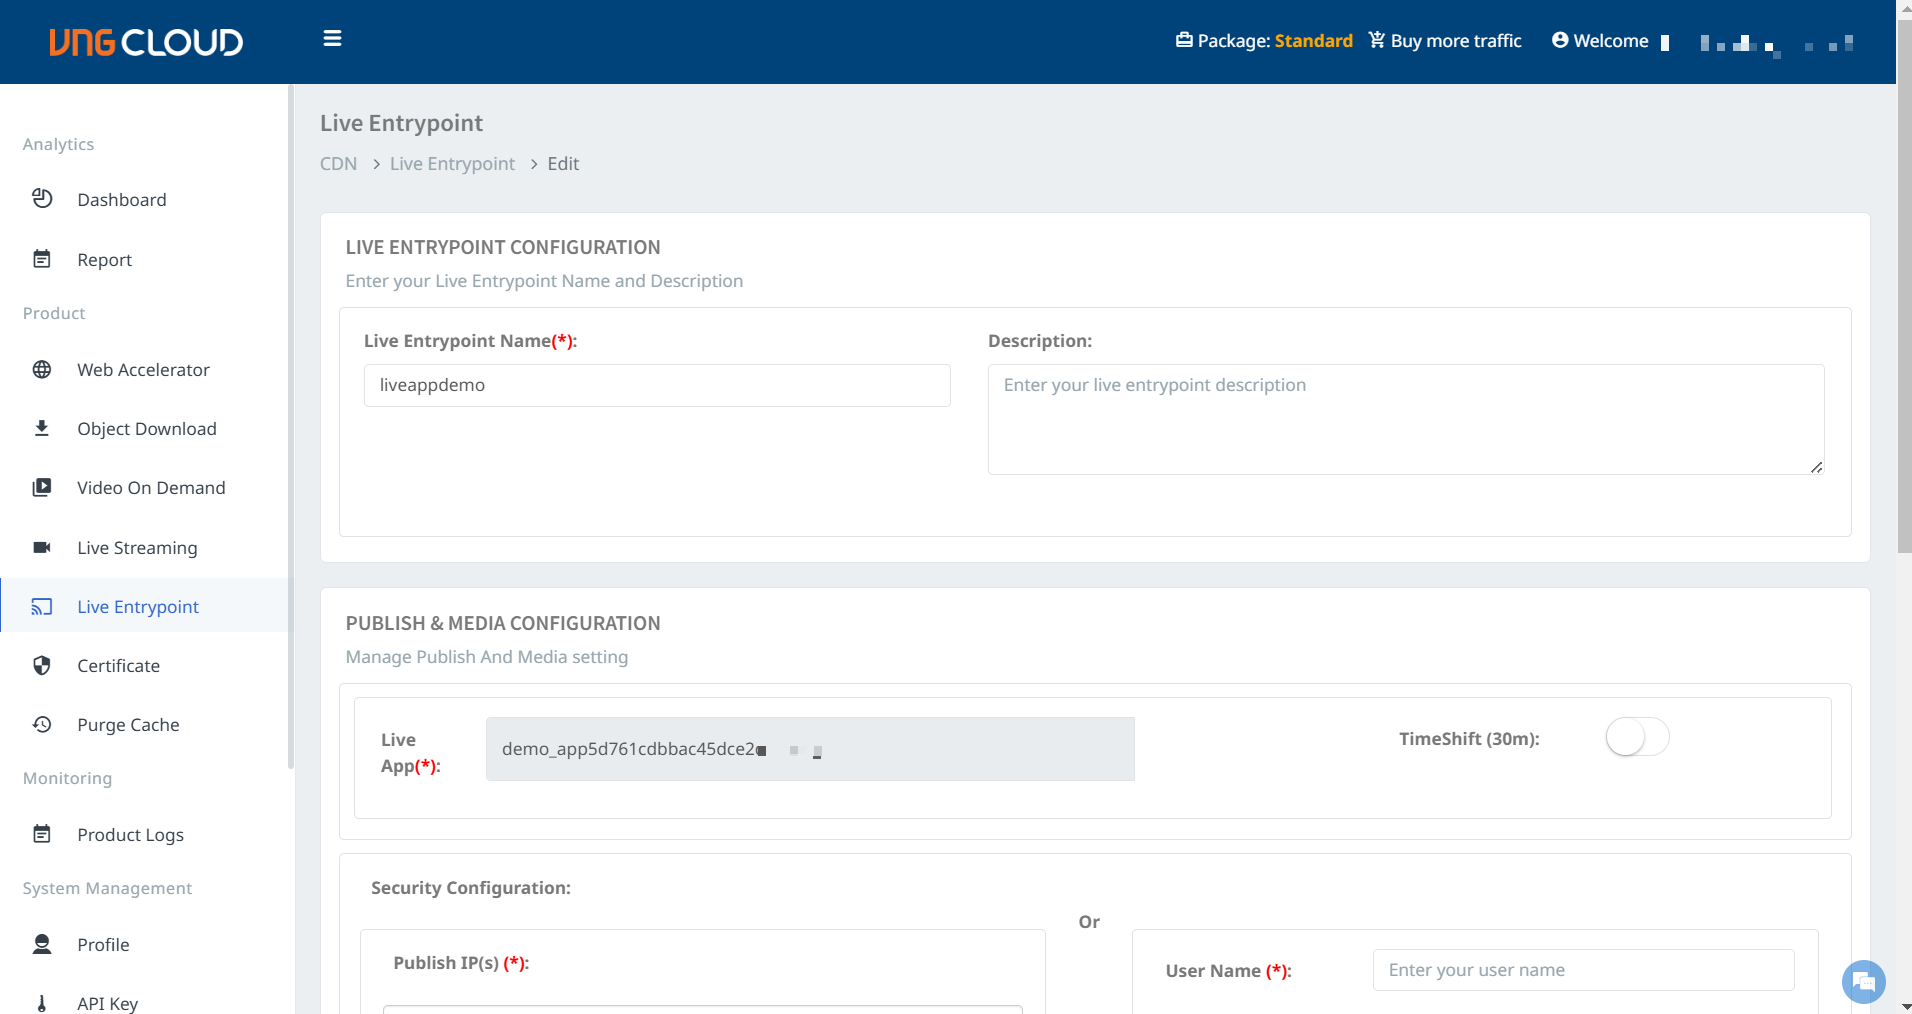 VNG CLOUD
Package: Standard
Buy more traffic
Welcome
Analytics
Dashboard
Report
Product
Web Accelerator
Object Download
Video On Demand
Live Streaming
Live Entrypoint
Certificate
Purge Cache
Monitoring
Product Logs
System Management
Profile
API Key
Live Entrypoint
CDN > Live Entrypoint > Edit
LIVE ENTRYPOINT CONFIGURATION
Enter your Live Entrypoint Name and Description
Live Entrypoint Name(*):
liveappdemo
Description:
Enter your live entrypoint description
PUBLISH & MEDIA CONFIGURATION
Manage Publish And Media setting
Live
App(*):
demo_app5d761cdbbac45dce2
TimeShift (30m):
Security Configuration:
Or
Publish IP(s) (*):
User Name (*):
Enter your user name